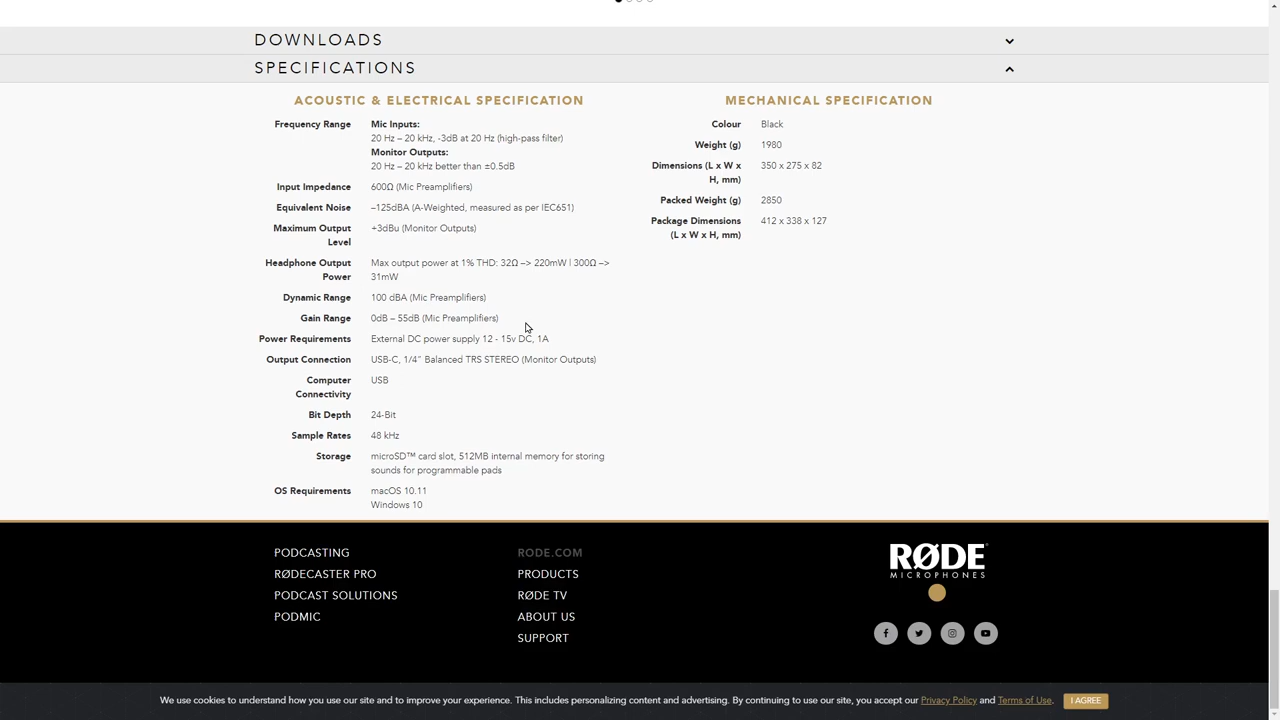 DOWNLOADS
SPECIFICATIONS
ACOUSTIC & ELECTRICAL SPECIFICATION
Frequency Range
Mic Inputs:
20 Hz – 20 kHz, -3dB at 20 Hz (high-pass filter)
Monitor Outputs:
20 Hz – 20 kHz better than ±0.5dB
Input Impedance 600Ω (Mic Preamplifiers)
Equivalent Noise –125dBA (A-Weighted, measured as per IEC651)
Maximum Output
Level
+3dBu (Monitor Outputs)
Headphone Output
Power
Max output power at 1% THD: 32Ω –> 220mW | 300Ω –>
31mW
Dynamic Range 100 dBA (Mic Preamplifiers)
Gain Range 0dB – 55dB (Mic Preamplifiers)
Power Requirements External DC power supply 12 - 15v DC, 1A
Output Connection USB-C, 1/4" Balanced TRS STEREO (Monitor Outputs)
Computer
Connectivity
USB
Bit Depth 24-Bit
Sample Rates 48 kHz
Storage microSD™ card slot, 512MB internal memory for storing
sounds for programmable pads
OS Requirements macOS 10.11
Windows 10
MECHANICAL SPECIFICATION
Colour Black
Weight (g) 1980
Dimensions (L x W x
H, mm)
350 x 275 x 82
Packed Weight (g) 2850
Package Dimensions
(L x W x H, mm)
412 x 338 x 127
PODCASTING
RØDECASTER PRO
PODCAST SOLUTIONS
PODMIC
RODE.COM
PRODUCTS
RØDE TV
ABOUT US
SUPPORT
RØDE
MICROPHONES
We use cookies to understand how you use our site and to improve your experience. This includes personalizing content and advertising. By continuing to use our site, you accept our Privacy Policy and Terms of Use. I AGREE